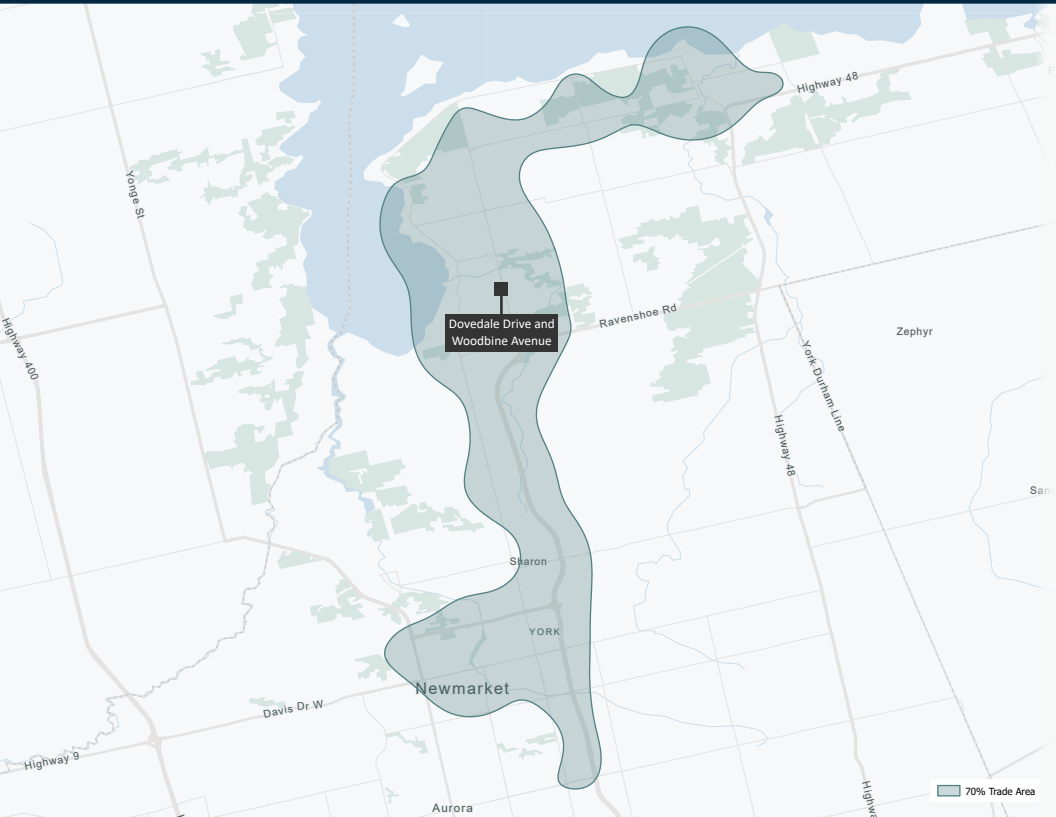 Highway 48
Yonge St
Ravenshoe Rd
Dovedale Drive and
Woodbine Avenue
Zephyr
Highway 400
York Durham Line
Highway 48
Sharon
YORK
Newmarket
Davis Dr W
Highway 9
70% Trade Area
Aurora